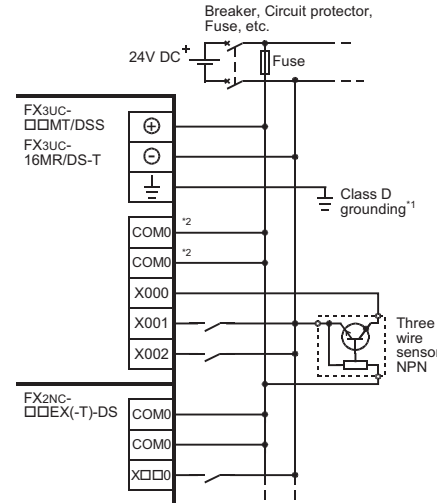 Breaker, Circuit protector,
Fuse, etc.
24V DC
+
Fuse
FX3UC-
□□MT/DSS
FX3UC-
16MR/DS-T
Class D
grounding*1
COM0
*2
COM0
*2
X000
X001
X002
Three
wire
sensor
NPN
FX2NC-
□□EX(-T)-DS
COM0
COM0
X□□0